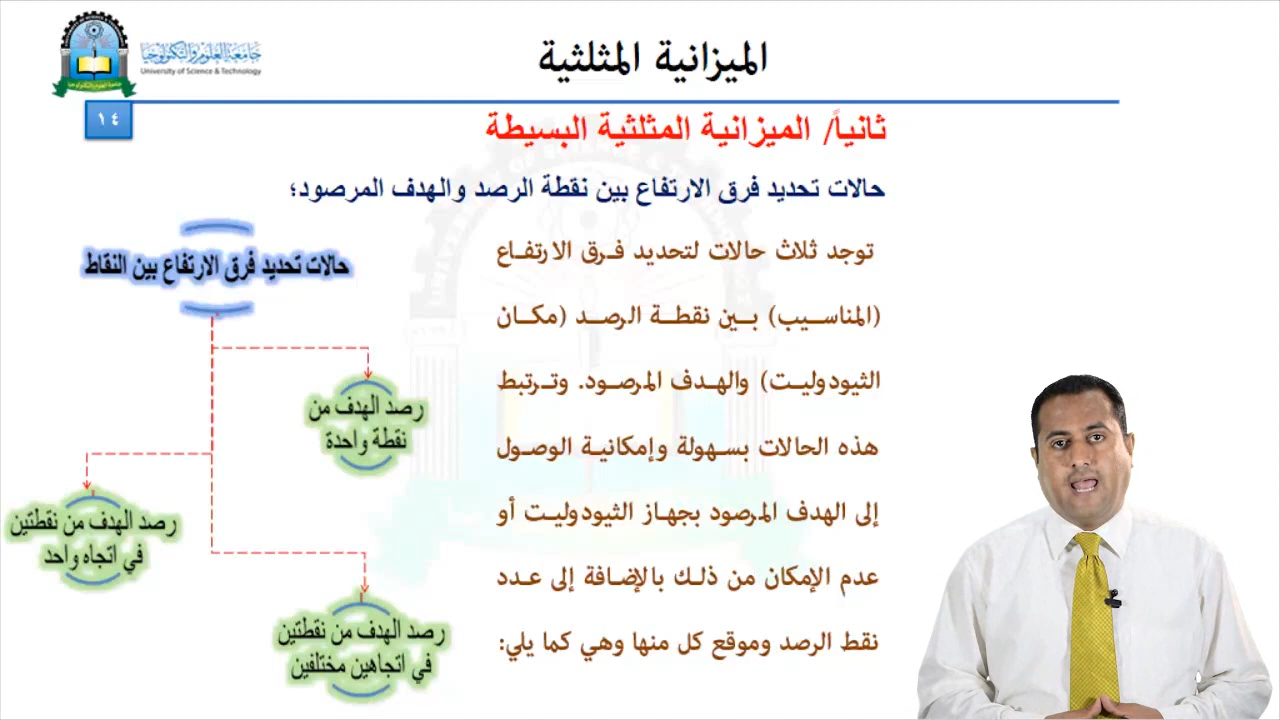 جامعة العلوم والتكنولوجيا
University of Science & Technology
الميزانية المثلثية
١٤
ثانياً/ الميزانية المثلثية البسيطة
حالات تحديد فرق الارتفاع بين نقطة الرصد والهدف المرصود؛
توجد ثلاث حالات لتحديد فرق الارتفاع
(المناسيب) بين نقطة الرصد (مكان
الثيودوليت) والهدف المرصود. وترتبط
هذه الحالات بسهولة وإمكانية الوصول
إلى الهدف المرصود بجهاز الثيودوليت أو
عدم الإمكان من ذلك بالإضافة إلى عدد
نقط الرصد وموقع كل منها وهي كما يلي:
حالات تحديد فرق الارتفاع بين النقاط
رصد الهدف من
نقطة واحدة
رصد الهدف من نقطتين
في اتجاه واحد
رصد الهدف من نقطتين
في اتجاهين مختلفين